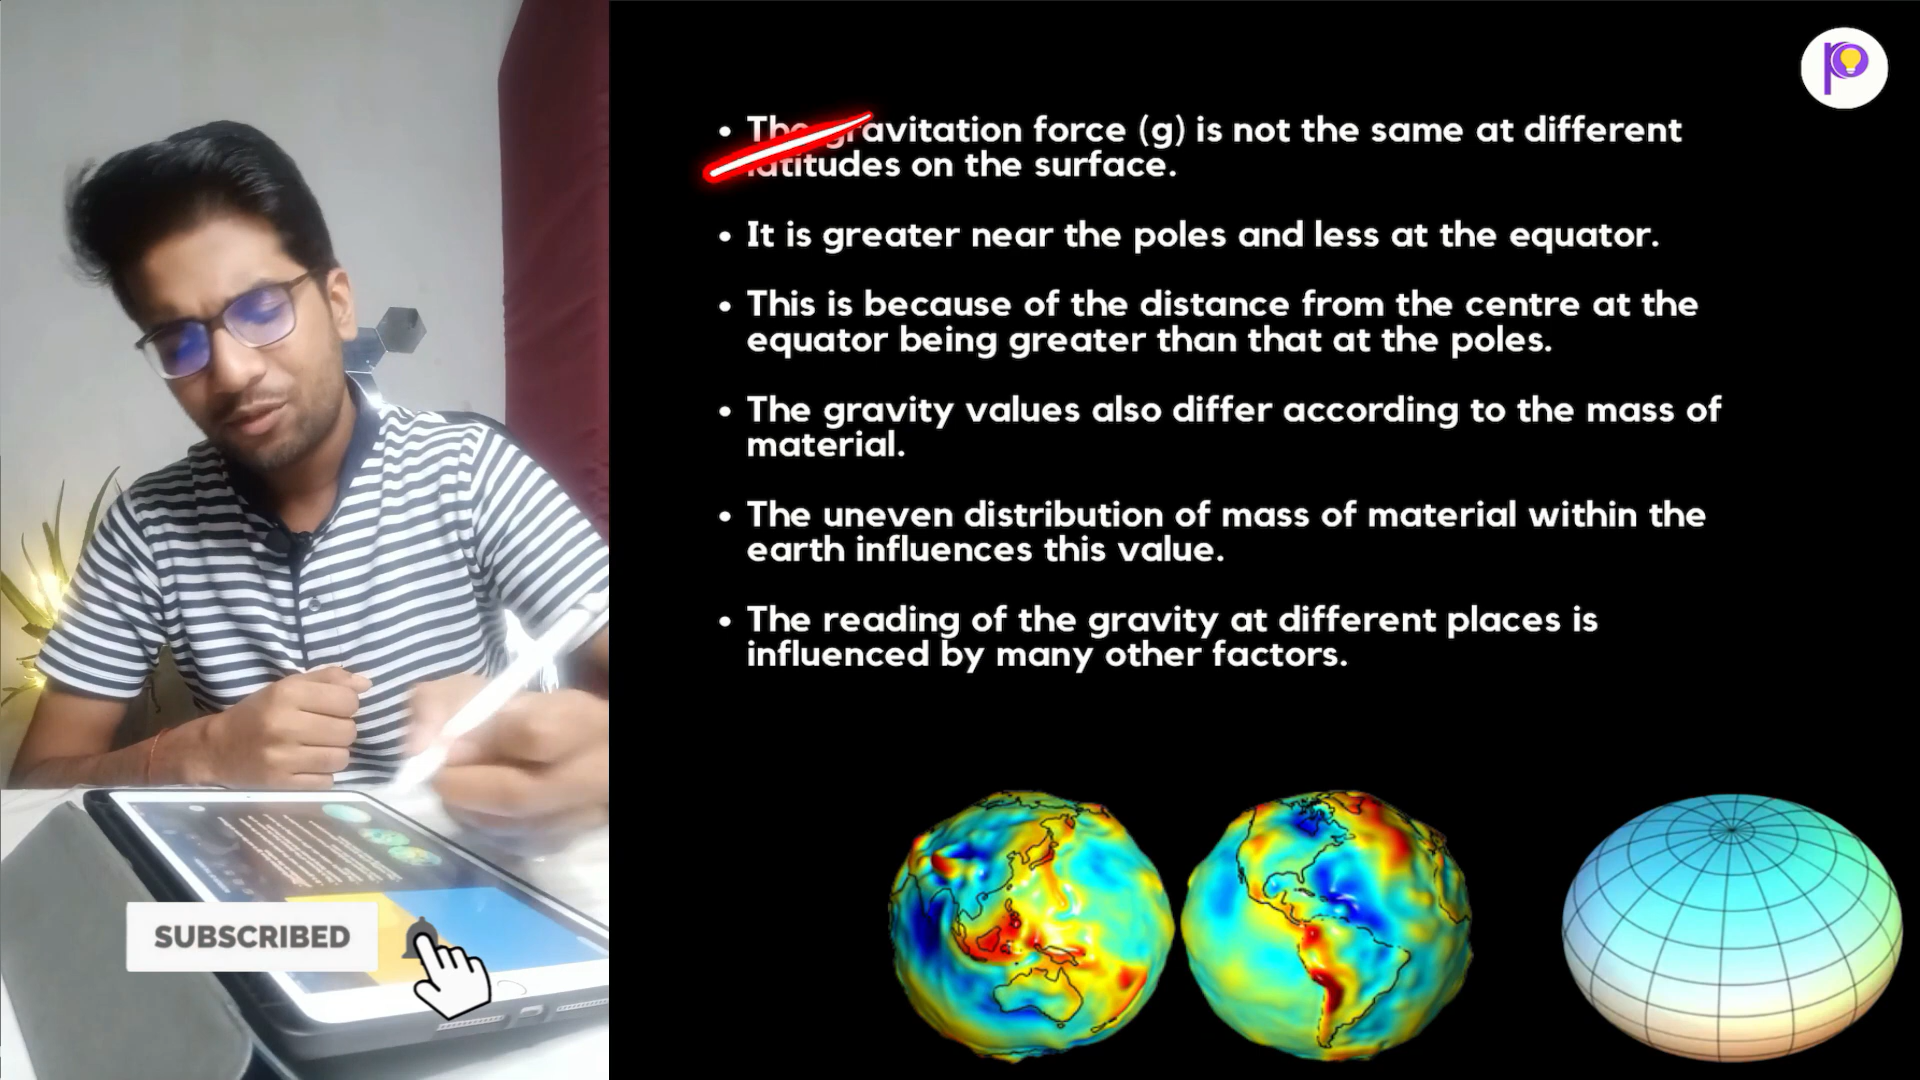 • The gravitation force (g) is not the same at different
latitudes on the surface.
• It is greater near the poles and less at the equator.
• This is because of the distance from the centre at the
equator being greater than that at the poles.
• The gravity values also differ according to the mass of
material.
• The uneven distribution of mass of material within the
earth influences this value.
• The reading of the gravity at different places is
influenced by many other factors.
SUBSCRIBED